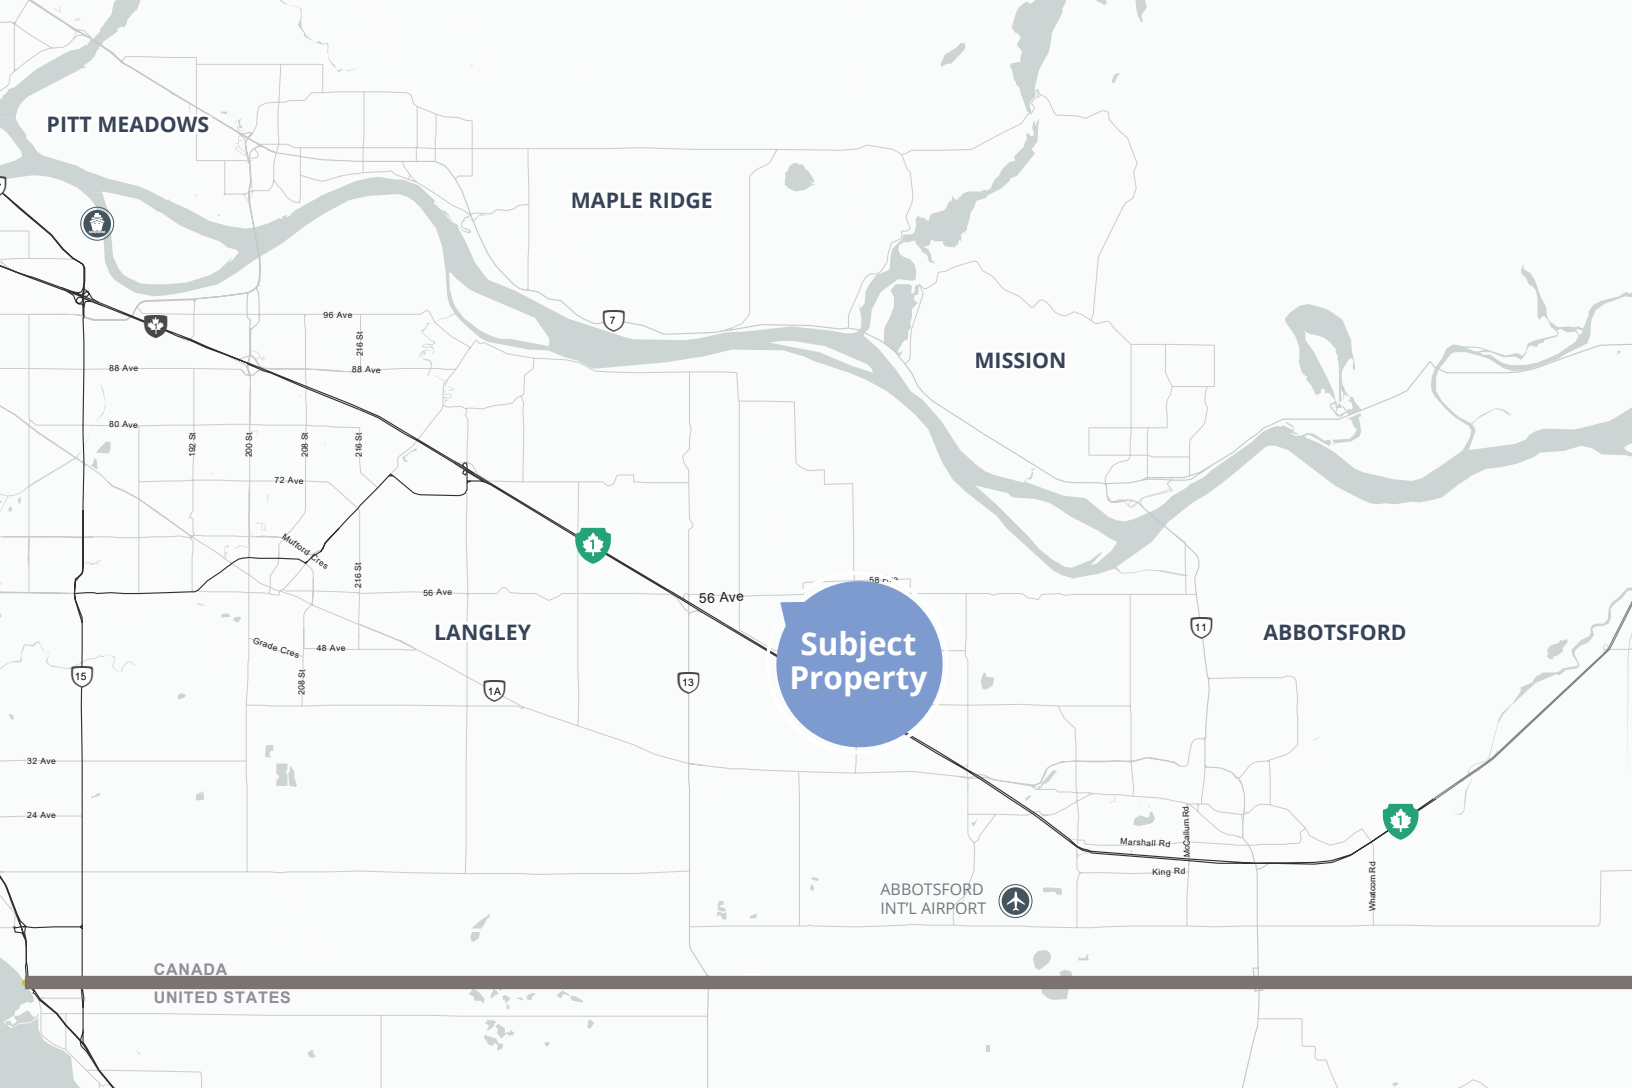 PITT MEADOWS
MAPLE RIDGE
7
1
96 Ave
216 St
88 Ave
88 Ave
MISSION
80 Ave
192 St
200 St
208 St
216 St
72 Ave
Mufford Cres
1
216 St
56 Ave
56 Ave
LANGLEY
Subject
Property
11
ABBOTSFORD
Grade Cres
48 Ave
208 St
15
1A
13
32 Ave
24 Ave
1
Marshall Rd
McCallum Rd
King Rd
Whatcom Rd
ABBOTSFORD
INT'L AIRPORT
CANADA
UNITED STATES